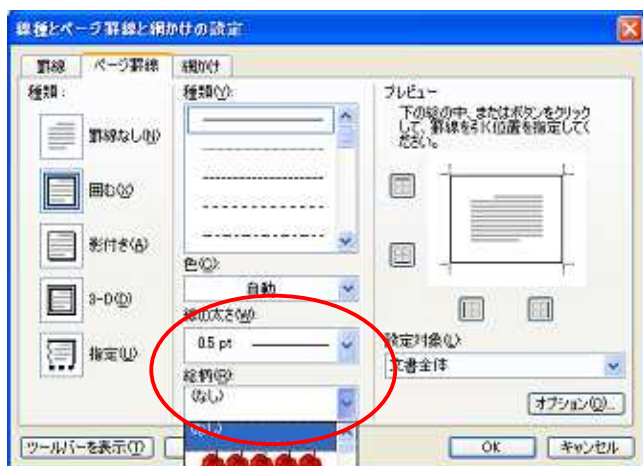 線種とページ罫線と網かけの設定
罫線
ページ罫線
網かけ
種類:
罫線なし(N)
囲む(X)
影付き(A)
3-D(D)
指定(U)
種類(Y):
色(C):
自動
線の太さ(W):
0.5 pt
絵柄(R):
(なし)
(なし)
プレビュー
下の絵の中、またはボタンをクリック
して、罫線を引く位置を指定してく
ださい。
設定対象(L):
文書全体
オプション(O)...
ツールバーを表示(T)
OK
キャンセル